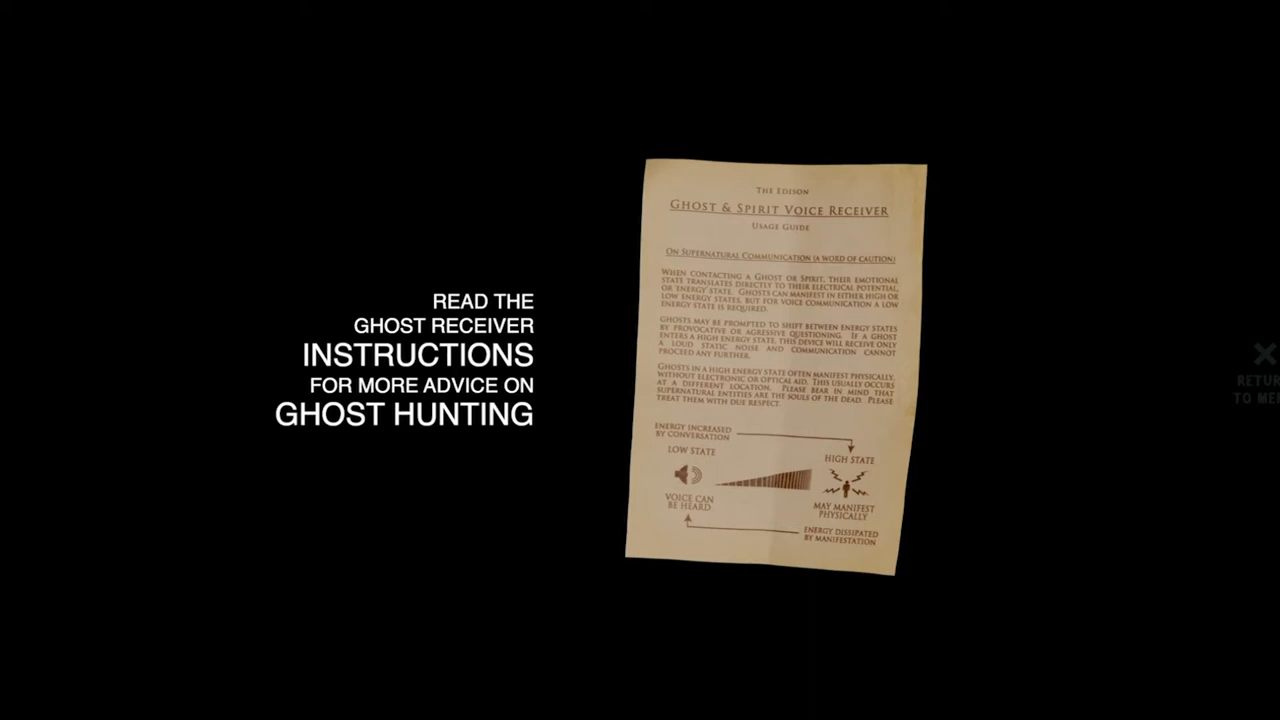 READ THE
GHOST RECEIVER
INSTRUCTIONS
FOR MORE ADVICE ON
GHOST HUNTING
THE EDISON
GHOST & SPIRIT VOICE RECEIVER
USAGE GUIDE
ON SUPERNATURAL COMMUNICATION (A WORD OF CAUTION)
WHEN CONTACTING A GHOST OR SPIRIT, THEIR EMOTIONAL
STATE TRANSLATES DIRECTLY TO THEIR ELECTRICAL POTENTIAL,
OR 'ENERGY' STATE. GHOSTS CAN MANIFEST IN EITHER HIGH OR
LOW ENERGY STATES, BUT FOR VOICE COMMUNICATION A LOW
ENERGY STATE IS REQUIRED.
GHOSTS MAY BE PROMPTED TO SHIFT BETWEEN ENERGY STATES
BY PROVOCATIVE OR AGRESSIVE QUESTIONING. IF A GHOST
ENTERS A HIGH ENERGY STATE, THIS DEVICE WILL RECEIVE ONLY
A LOUD STATIC NOISE AND COMMUNICATION CANNOT
PROCEED ANY FURTHER.
GHOSTS IN A HIGH ENERGY STATE OFTEN MANIFEST PHYSICALLY,
WITHOUT ELECTRONIC OR OPTICAL AID. THIS USUALLY OCCURS
AT A DIFFERENT LOCATION. PLEASE BEAR IN MIND THAT
SUPERNATURAL ENTITIES ARE THE SOULS OF THE DEAD. PLEASE
TREAT THEM WITH DUE RESPECT.
ENERGY INCREASED
BY CONVERSATION
LOW STATE
HIGH STATE
VOICE CAN
BE HEARD
MAY MANIFEST
PHYSICALLY
ENERGY DISSIPATED
BY MANIFESTATION
RETUR
TO ME